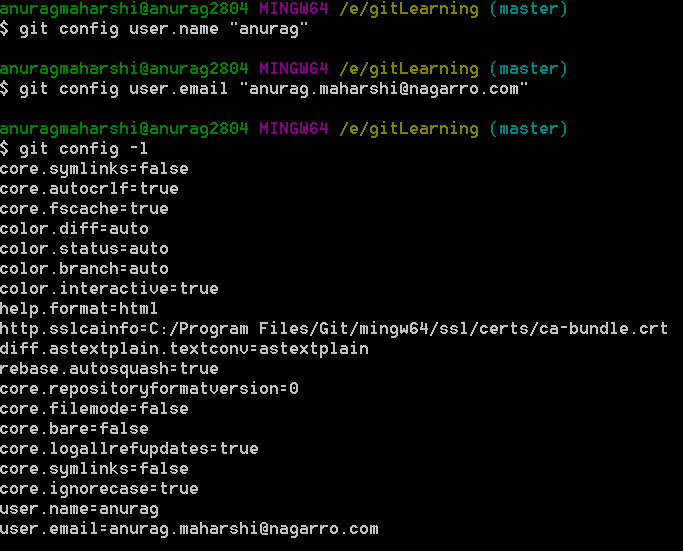 anuragmaharshi@anurag2804 MINGW64 /e/gitLearning (master)
$ git config user.name "anurag"
anuragmaharshi@anurag2804 MINGW64 /e/gitLearning (master)
$ git config user.email "anurag.maharshi@nagarro.com"
anuragmaharshi@anurag2804 MINGW64 /e/gitLearning (master)
$ git config -l
core.symlinks=false
core.autocrlf=true
core.fscache=true
color.diff=auto
color.status=auto
color.branch=auto
color.interactive=true
help.format=html
http.sslcainfo=C:/Program Files/Git/mingw64/ssl/certs/ca-bundle.crt
diff.astextplain.textconv=astextplain
rebase.autosquash=true
core.repositoryformatversion=0
core.filemode=false
core.bare=false
core.logallrefupdates=true
core.symlinks=false
core.ignorecase=true
user.name=anurag
user.email=anurag.maharshi@nagarro.com